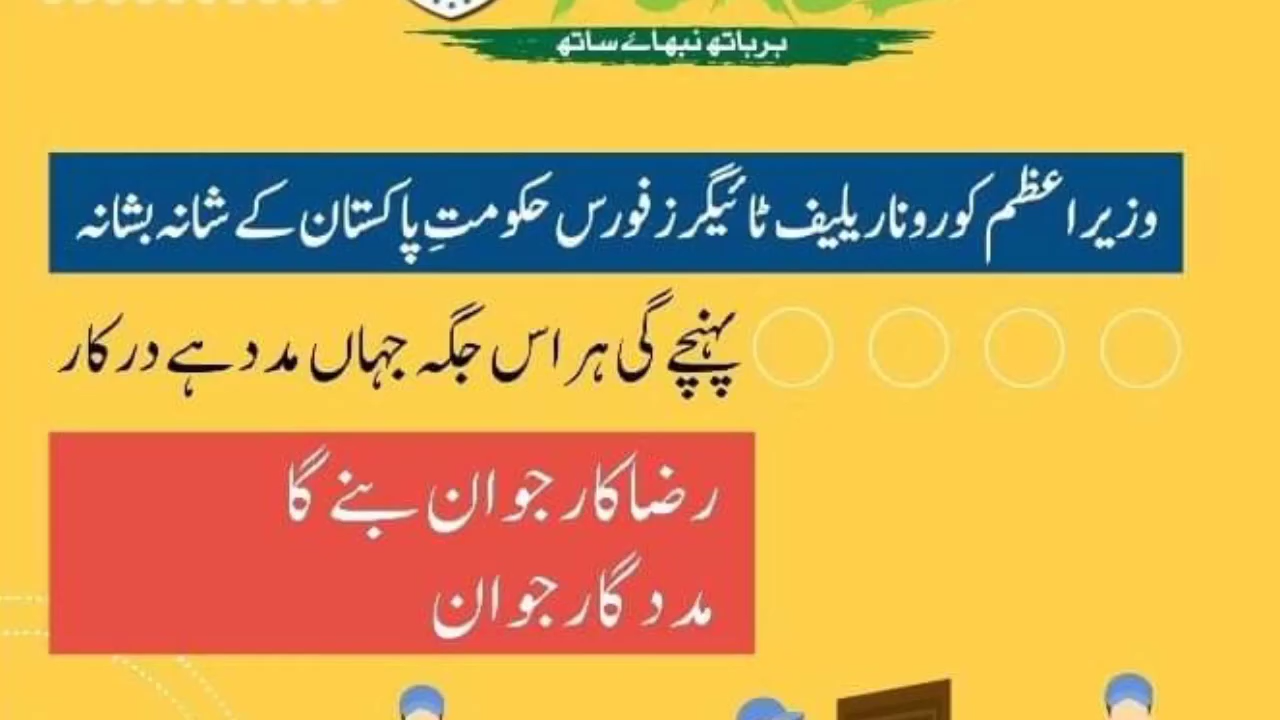 ہر ہاتھ نبھائے ساتھ
وزیر اعظم کورونا ریلیف ٹائیگرز فورس حکومتِ پاکستان کے شانہ بشانہ
پہنچے گی ہر اس جگہ جہاں مدد ہے درکار
رضاکار جوان بنے گا
مددگار جوان